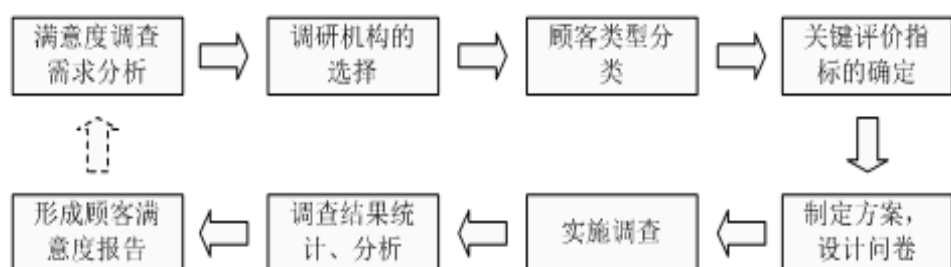 满意度调查
需求分析
调研机构的
选择
顾客类型分
类
关键评价指
标的确定
制定方案，
设计问卷
实施调查
调查结果统
计、分析
形成顾客满
意度报告